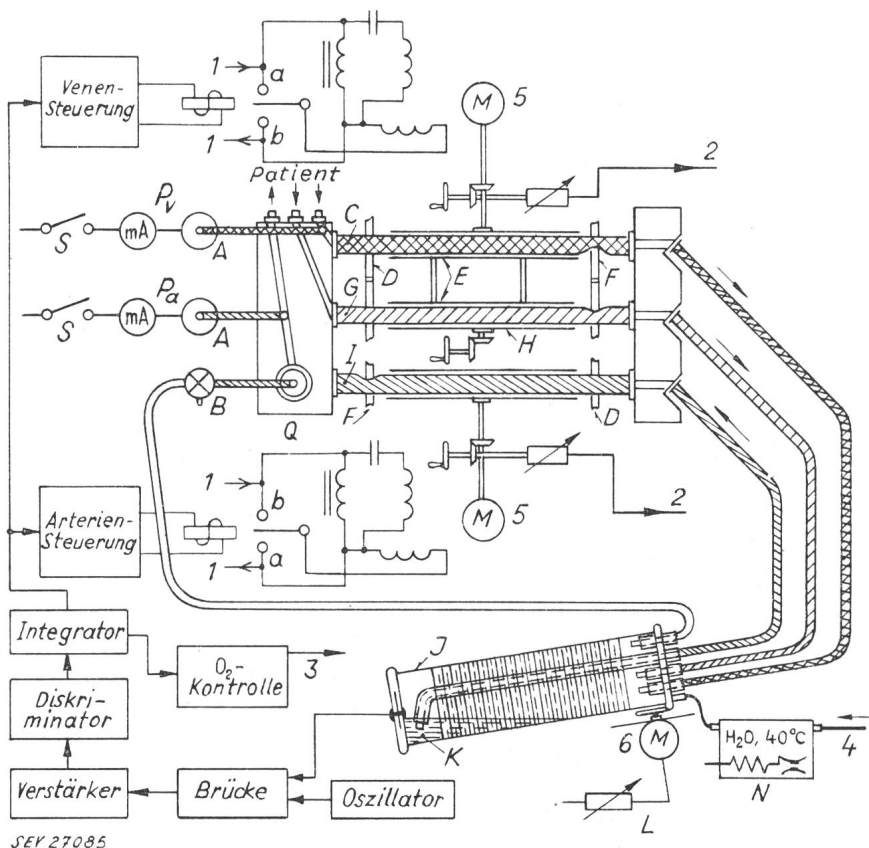 1
a
Venen-
Steuerung
1
b
M
5
2
Patient
Pv
S
mA
A
C
D
E
F
Pa
S
mA
A
G
H
B
I
Q
F
D
1
b
2
M
5
Arterien-
Steuerung
1
a
Integrator
O2-
Kontrolle
3
J
Diskri-
minator
K
6
M
H2O, 40°C
4
N
Verstärker
Brücke
Oszillator
L
SEV 27085